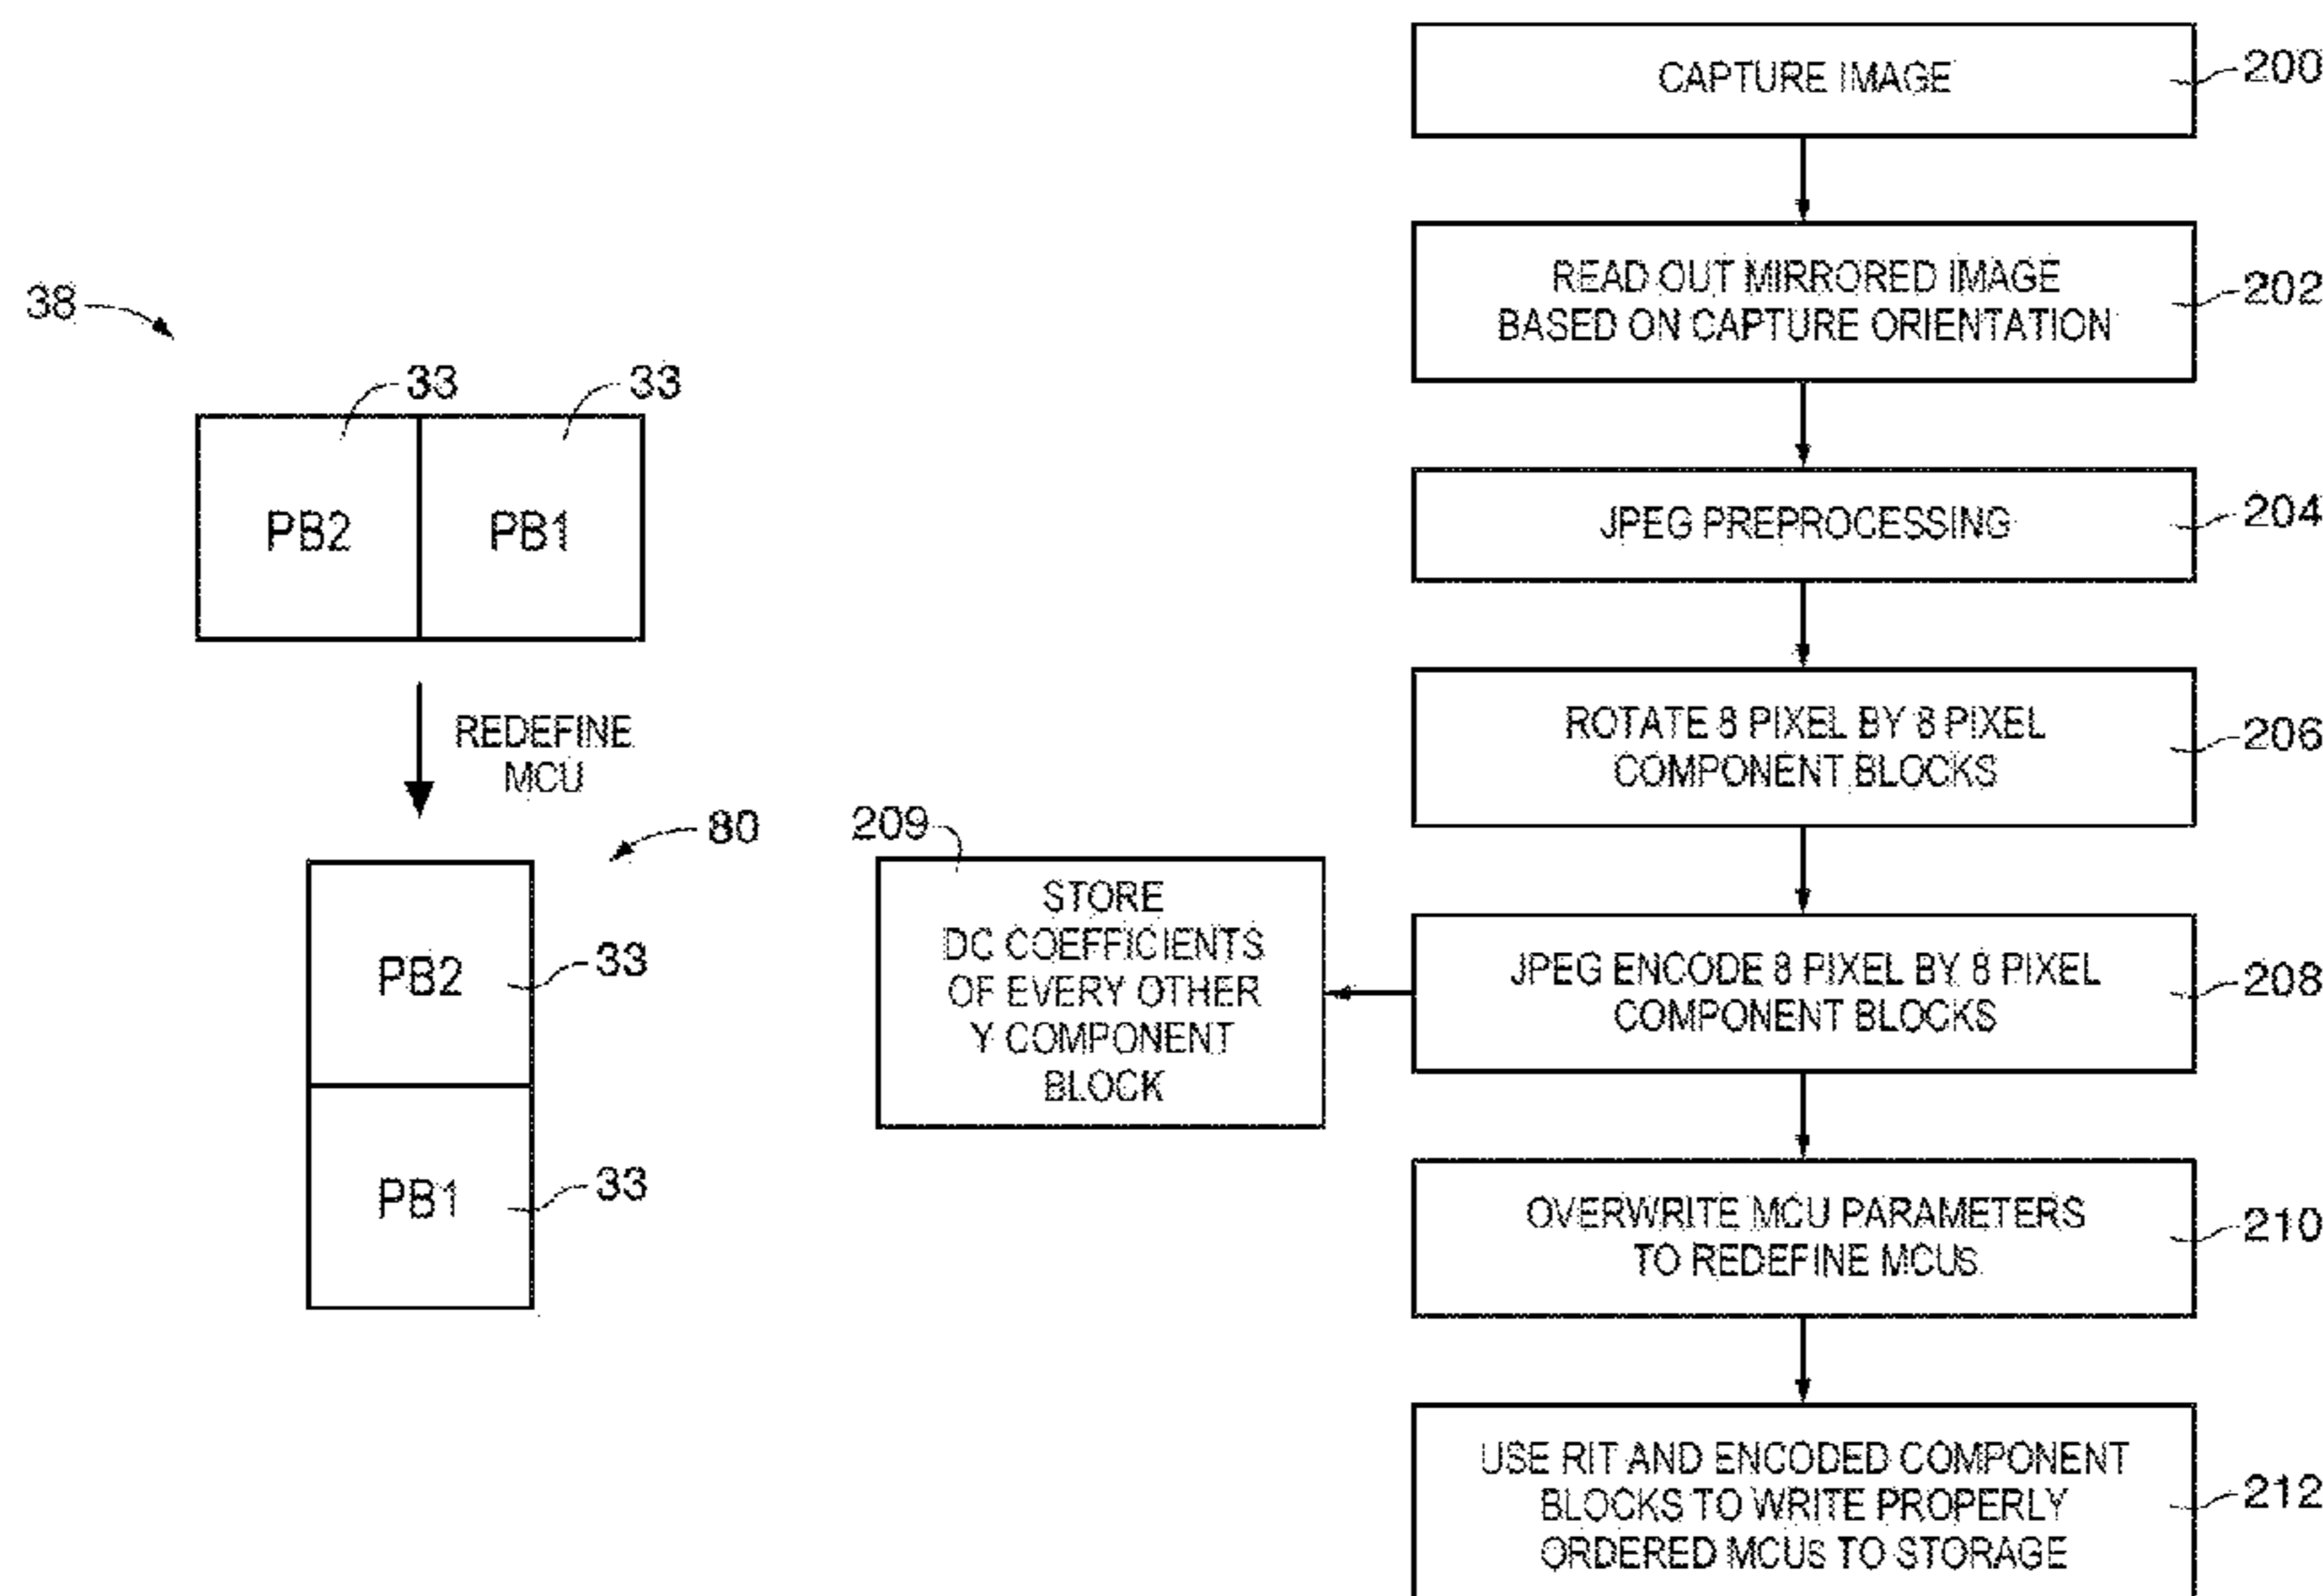 38
33
33
PB2
PB1
REDEFINE
MCU
80
PB2
33
PB1
33
CAPTURE IMAGE
200
READ OUT MIRRORED IMAGE
BASED ON CAPTURE ORIENTATION
202
JPEG PREPROCESSING
204
ROTATE 8 PIXEL BY 8 PIXEL
COMPONENT BLOCKS
206
209
STORE
DC COEFFICIENTS
OF EVERY OTHER
Y COMPONENT
BLOCK
JPEG ENCODE 8 PIXEL BY 8 PIXEL
COMPONENT BLOCKS
208
OVERWRITE MCU PARAMETERS
TO REDEFINE MCUs
210
USE RIT AND ENCODED COMPONENT
BLOCKS TO WRITE PROPERLY
ORDERED MCUs TO STORAGE
212